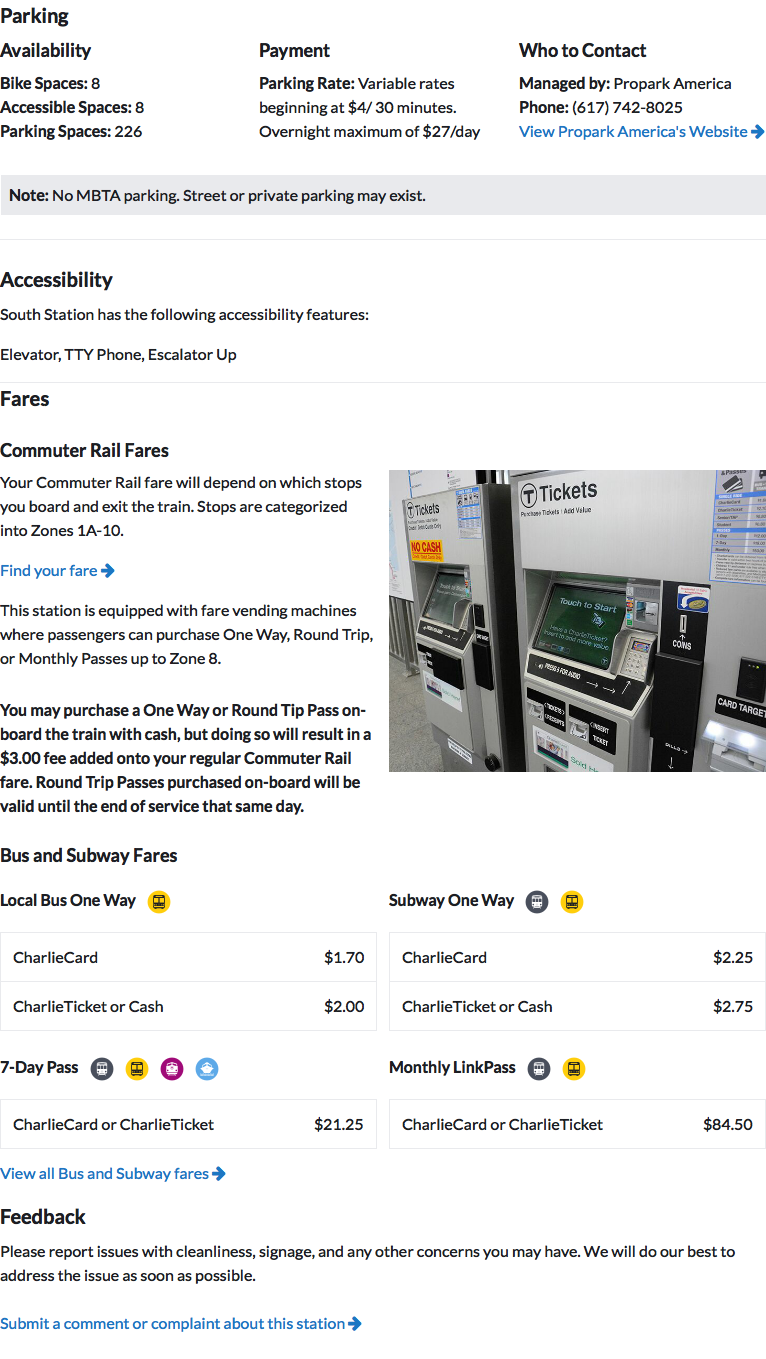 Parking
Availability
Bike Spaces: 8
Accessible Spaces: 8
Parking Spaces: 226
Payment
Parking Rate: Variable rates
beginning at $4/ 30 minutes.
Overnight maximum of $27/day
Who to Contact
Managed by: Propark America
Phone: (617) 742-8025
View Propark America's Website
Note: No MBTA parking. Street or private parking may exist.
Accessibility
South Station has the following accessibility features:
Elevator, TTY Phone, Escalator Up
Fares
Commuter Rail Fares
Your Commuter Rail fare will depend on which stops
you board and exit the train. Stops are categorized
into Zones 1A-10.
Find your fare
This station is equipped with fare vending machines
where passengers can purchase One Way, Round Trip,
or Monthly Passes up to Zone 8.
You may purchase a One Way or Round Tip Pass on-
board the train with cash, but doing so will result in a
$3.00 fee added onto your regular Commuter Rail
fare. Round Trip Passes purchased on-board will be
valid until the end of service that same day.
T Tickets
NO CASH
T Tickets
Purchase Tickets | Add Value
Touch to Start
Have a CharlieTicket?
Insert to add more value
PRESS # FOR AUDIO
COINS
CARD TARGET
BILLS
TICKETS
RECEIPTS
INSERT
TICKET
Bus and Subway Fares
Local Bus One Way
CharlieCard $1.70
CharlieTicket or Cash $2.00
Subway One Way
CharlieCard $2.25
CharlieTicket or Cash $2.75
7-Day Pass
CharlieCard or CharlieTicket $21.25
Monthly LinkPass
CharlieCard or CharlieTicket $84.50
View all Bus and Subway fares
Feedback
Please report issues with cleanliness, signage, and any other concerns you may have. We will do our best to
address the issue as soon as possible.
Submit a comment or complaint about this station